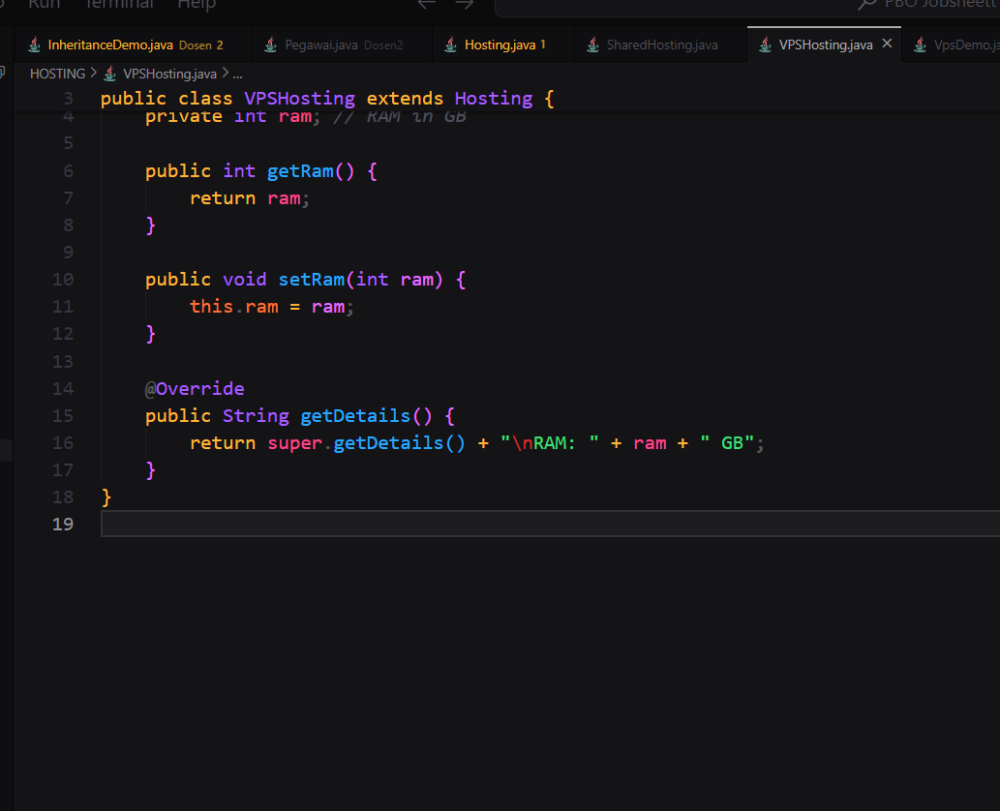 Run Terminal Help
PBO Jobsheet
InheritanceDemo.java Dosen 2
Pegawai.java Dosen2
Hosting.java 1
SharedHosting.java
VPSHosting.java
VpsDemo.ja
HOSTING > VPSHosting.java > ...
3 public class VPSHosting extends Hosting {
4 private int ram; // RAM in GB
5
6 public int getRam() {
7 return ram;
8 }
9
10 public void setRam(int ram) {
11 this.ram = ram;
12 }
13
14 @Override
15 public String getDetails() {
16 return super.getDetails() + "\nRAM: " + ram + " GB";
17 }
18 }
19